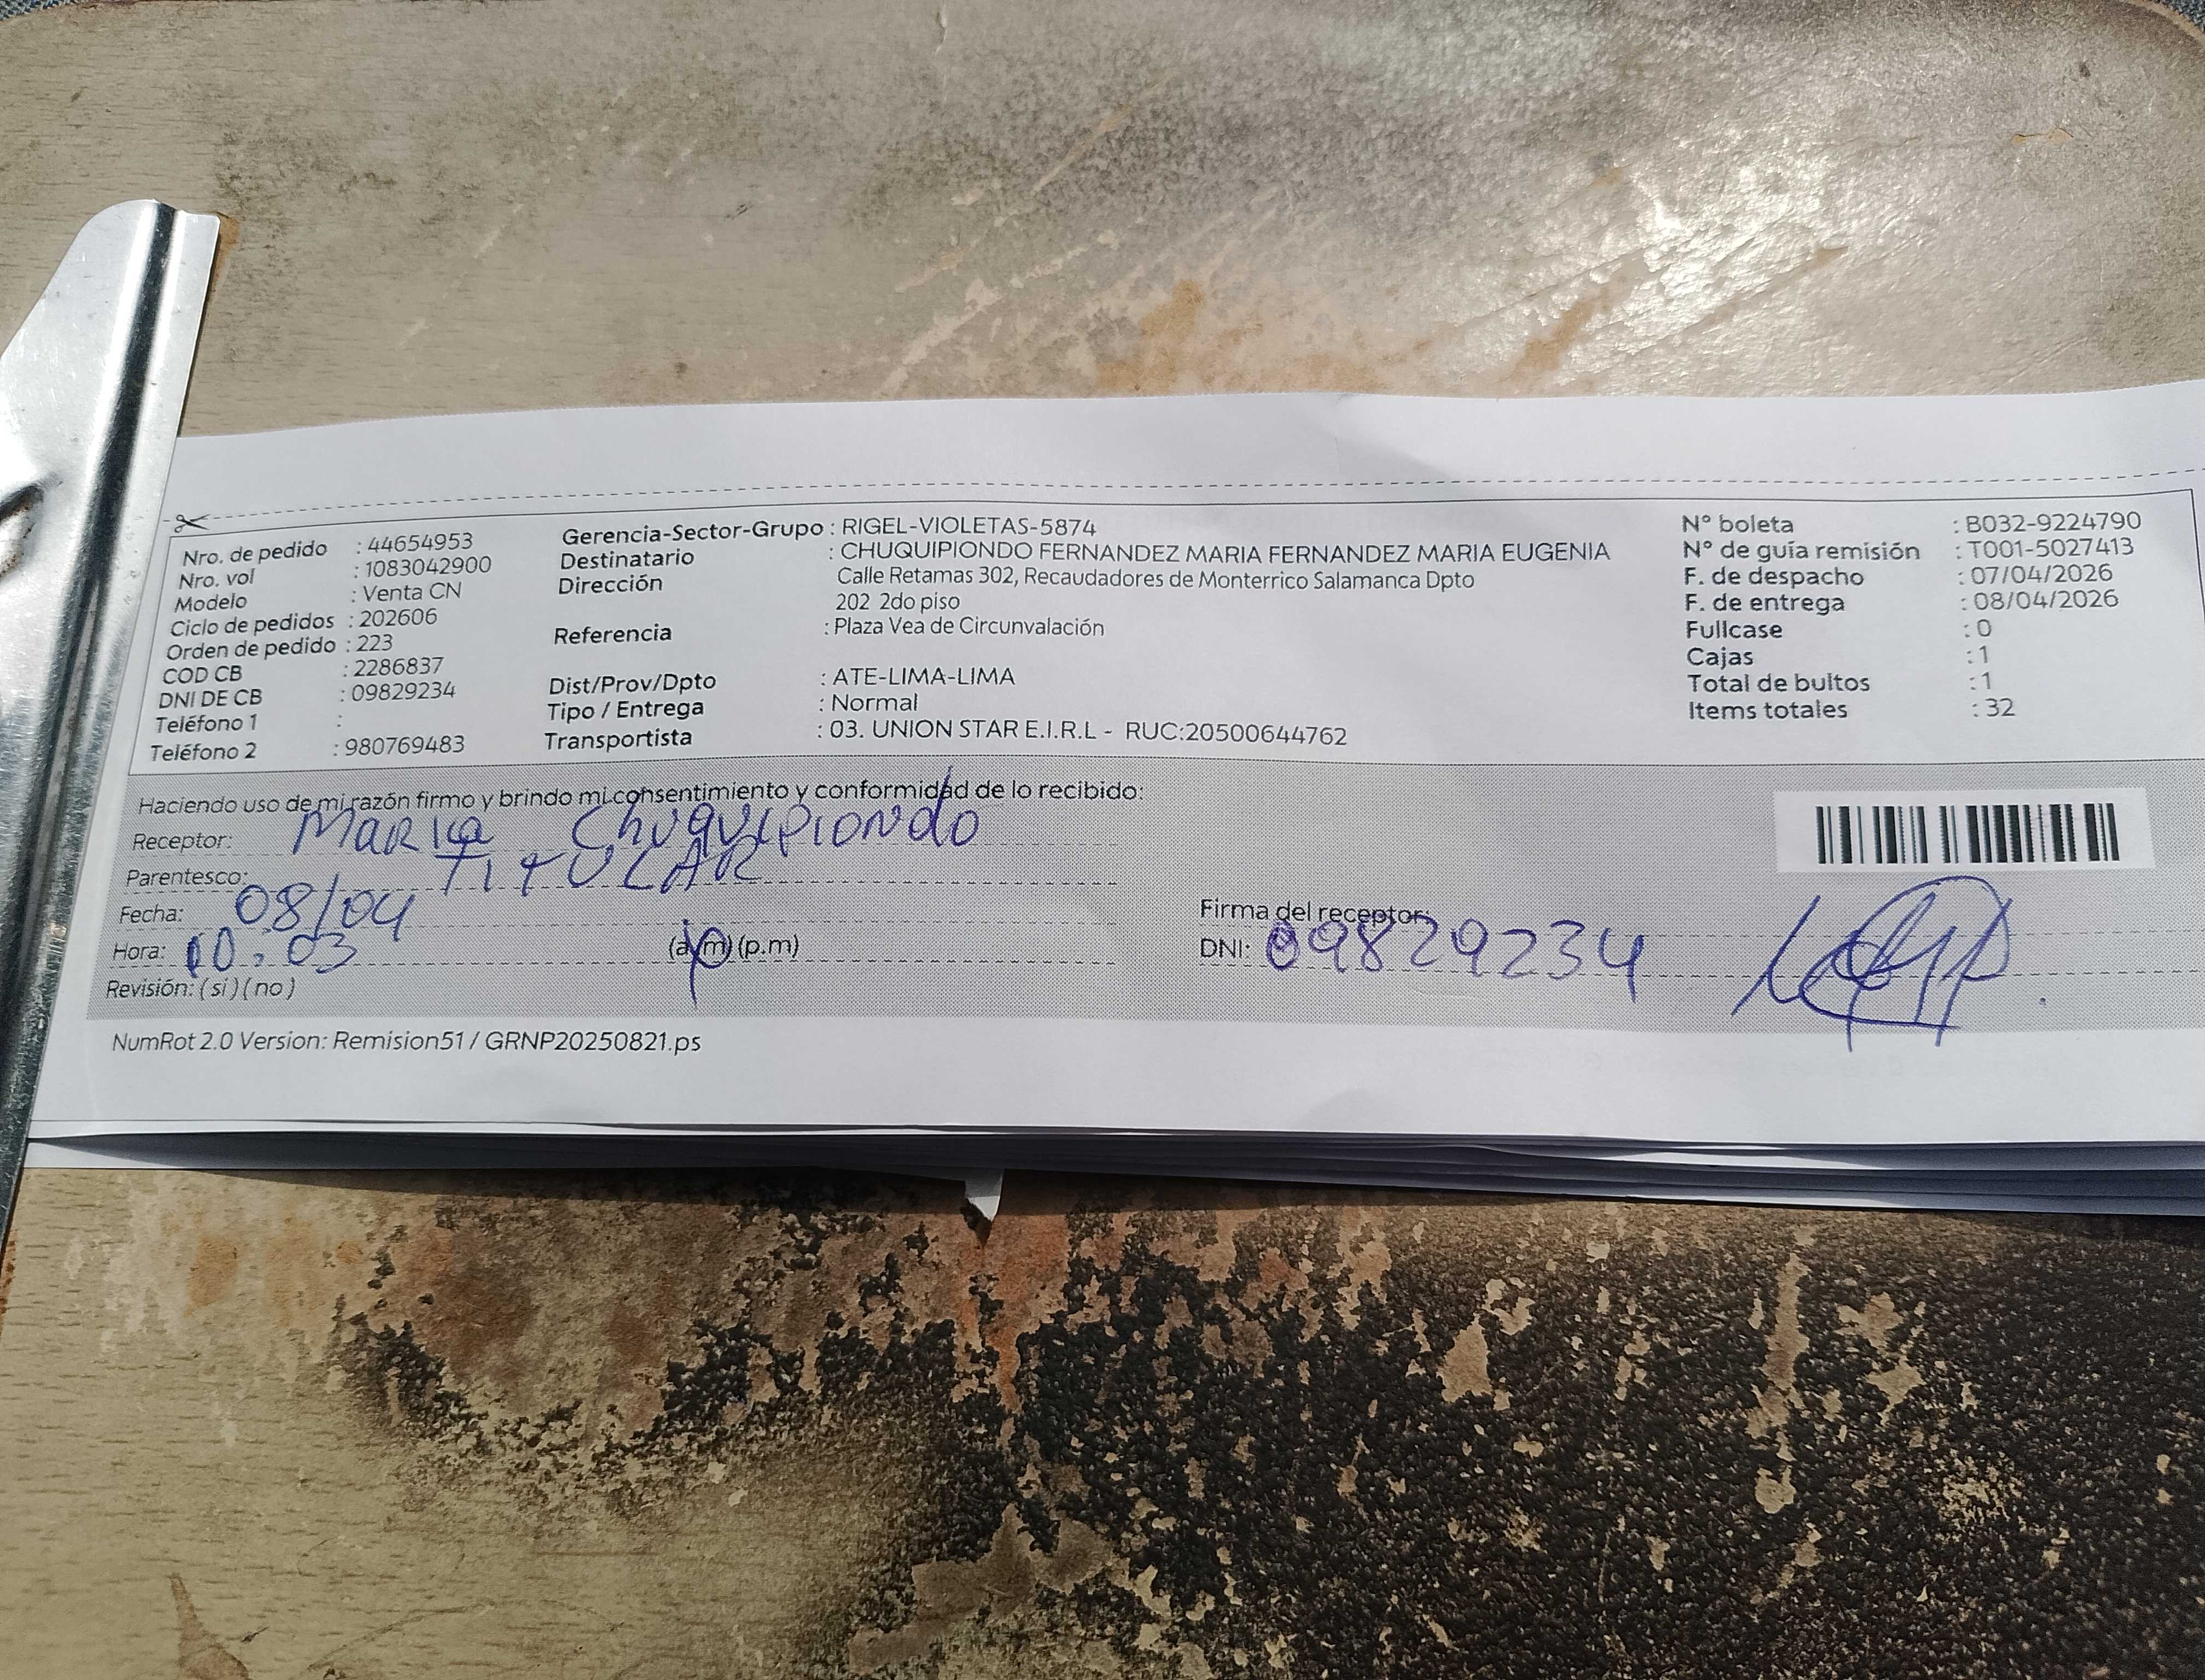 Nro. de pedido : 44654953
Nro. vol : 1083042900
Modelo : Venta CN
Ciclo de pedidos : 202606
Orden de pedido : 223
COD CB : 2286837
DNI DE CB : 09829234
Teléfono 1 :
Teléfono 2 : 980769483
Gerencia-Sector-Grupo : RIGEL-VIOLETAS-5874
Destinatario : CHUQUIPIONDO FERNANDEZ MARIA FERNANDEZ MARIA EUGENIA
Dirección Calle Retamas 302, Recaudadores de Monterrico Salamanca Dpto
202 2do piso
Referencia : Plaza Vea de Circunvalación
Dist/Prov/Dpto : ATE-LIMA-LIMA
Tipo / Entrega : Normal
Transportista : 03. UNION STAR E.I.R.L - RUC:20500644762
N° boleta : B032-9224790
N° de guía remisión : T001-5027413
F. de despacho : 07/04/2026
F. de entrega : 08/04/2026
Fullcase : 0
Cajas : 1
Total de bultos : 1
Items totales : 32
Haciendo uso de mi razón firmo y brindo mi consentimiento y conformidad de lo recibido:
Receptor: Maria Chuquipiondo
Parentesco: TITULAR
Fecha: 08/04
Hora: 10:03 (a.m) (p.m)
Revisión: (si) (no)
Firma del receptor
DNI: 09829234
NumRot 2.0 Version: Remision51 / GRNP20250821.ps